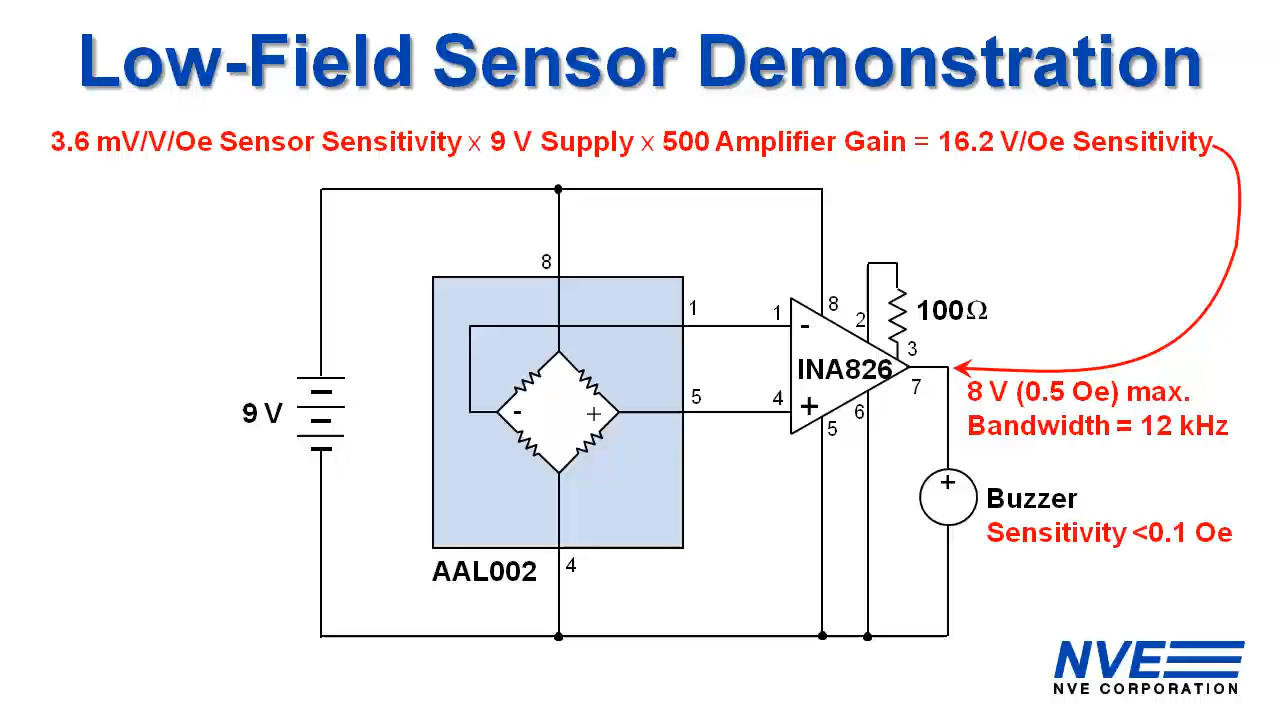 Low-Field Sensor Demonstration
3.6 mV/V/Oe Sensor Sensitivity x 9 V Supply x 500 Amplifier Gain = 16.2 V/Oe Sensitivity
8
1
1
-
8
2
100Ω
3
INA826
9 V
-
+
5
4
+
5
6
7
8 V (0.5 Oe) max.
Bandwidth = 12 kHz
+
Buzzer
Sensitivity <0.1 Oe
AAL002
4
NVE
NVE CORPORATION